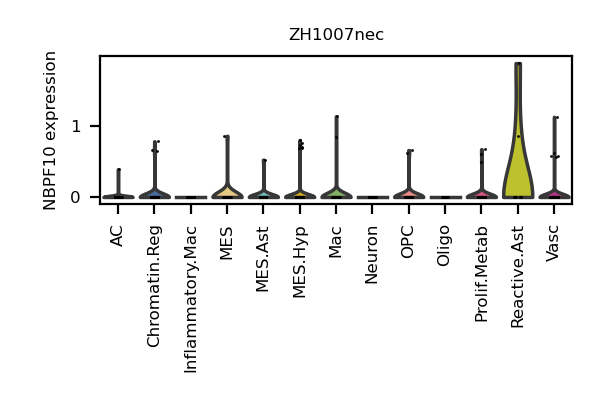 ZH1007nec
NBPF10 expression
1
0
AC
Chromatin.Reg
Inflammatory.Mac
MES
MES.Ast
MES.Hyp
Mac
Neuron
OPC
Oligo
Prolif.Metab
Reactive.Ast
Vasc